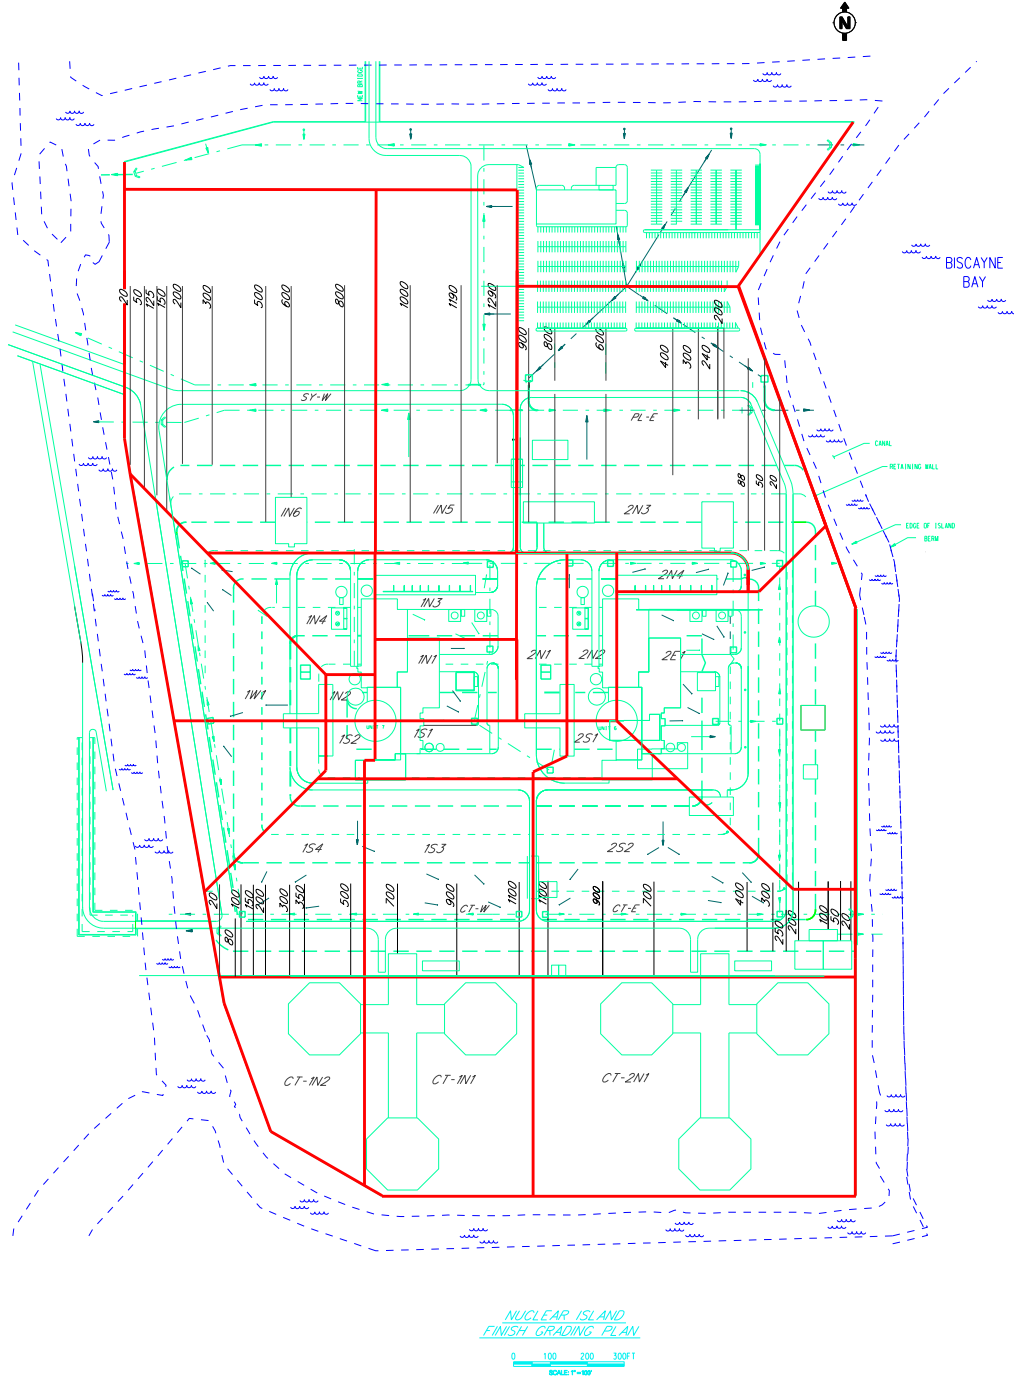 N
NEW BRIDGE
BISCAYNE
BAY
20
50
125
150
200
300
500
600
800
1000
1190
1290
900
800
600
400
300
240
200
SY-W
PL-E
CANAL
RETAINING WALL
88
50
20
1N6
1N5
2N3
EDGE OF ISLAND
BERM
2N4
1N3
1N4
1N1
2N1
2N2
2E1
1W1
1N2
1S2
1S1
2S1
1S4
1S3
2S2
20
80
100
150
200
300
350
500
700
900
1100
1100
900
700
400
300
250
200
100
50
20
CT-W
CT-E
CT-1N2
CT-1N1
CT-2N1
NUCLEAR ISLAND
FINISH GRADING PLAN
0 100 200 300FT